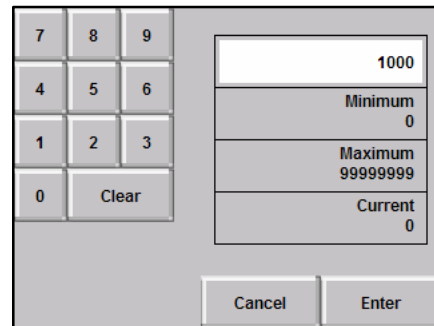 7 8 9
4 5 6
1 2 3
0 Clear
1000
Minimum
0
Maximum
99999999
Current
0
Cancel Enter